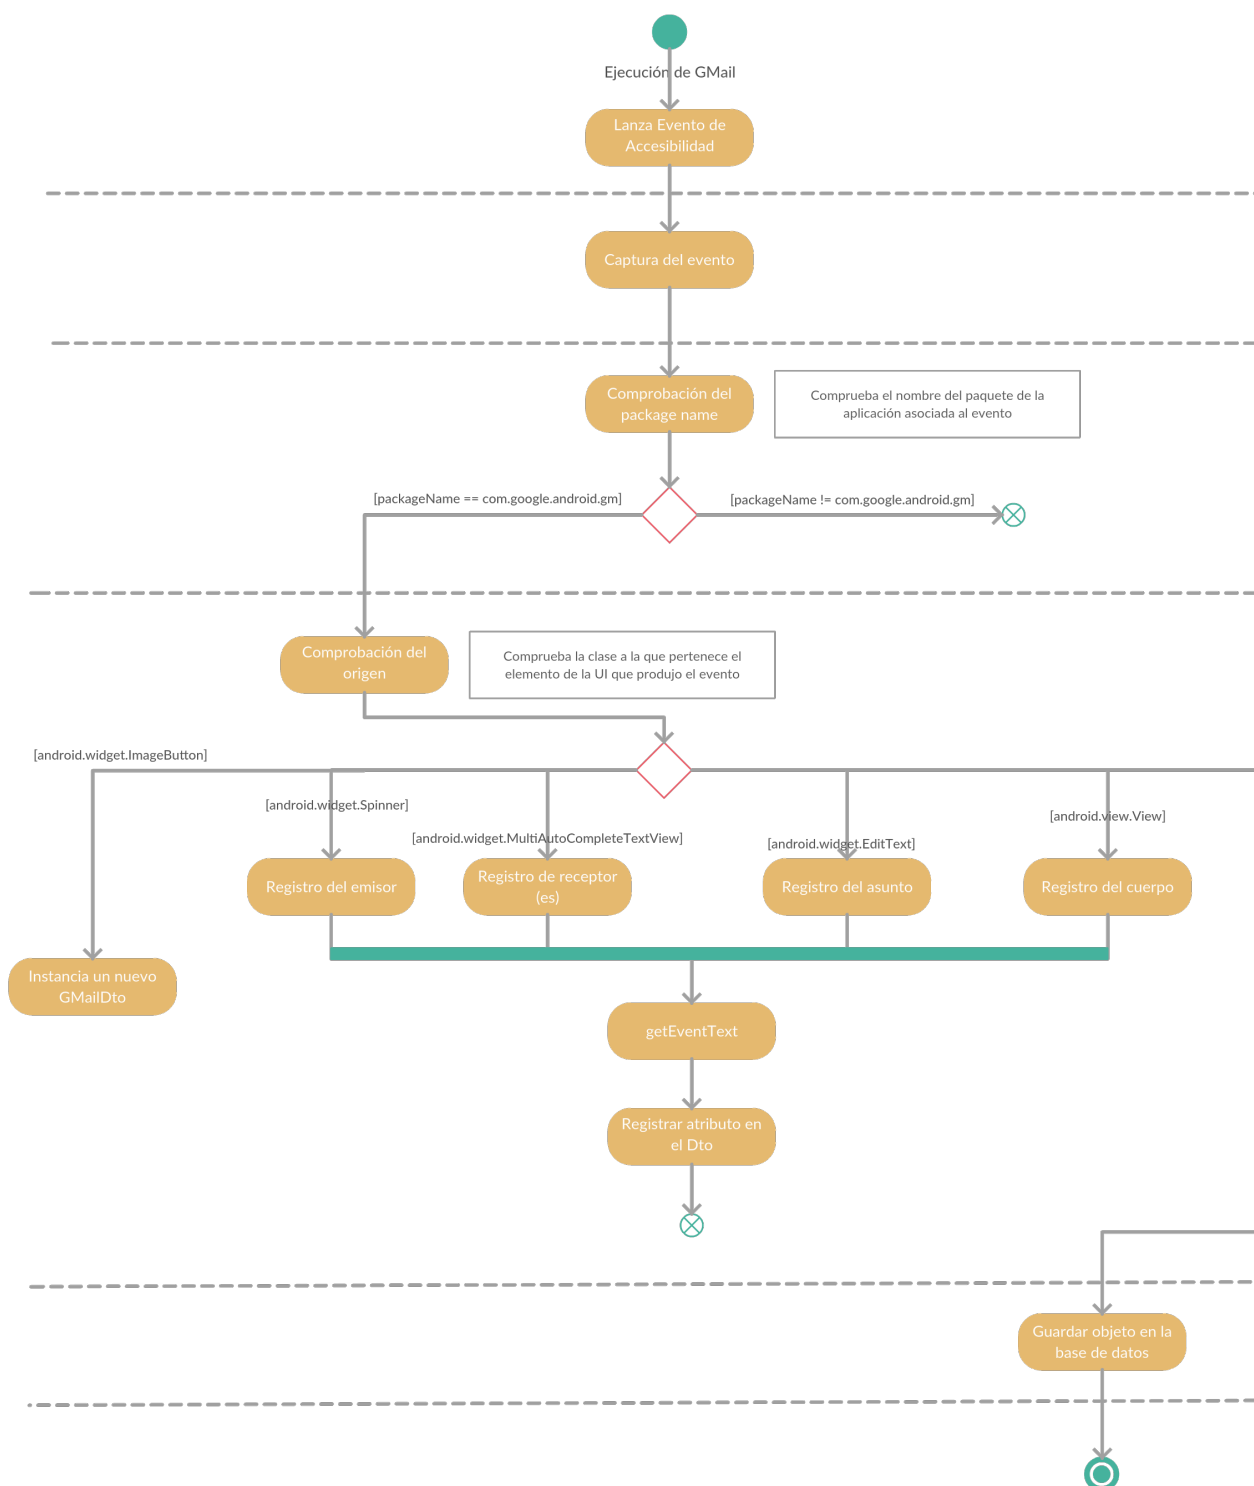 Ejecución de GMail
Lanza Evento de
Accesibilidad
Captura del evento
Comprobación del
package name
Comprueba el nombre del paquete de la
aplicación asociada al evento
[packageName == com.google.android.gm]
[packageName != com.google.android.gm]
Comprobación del
origen
Comprueba la clase a la que pertenece el
elemento de la UI que produjo el evento
[android.widget.ImageButton]
[android.widget.Spinner]
[android.widget.MultiAutoCompleteTextView]
[android.widget.EditText]
[android.view.View]
Registro del emisor
Registro de receptor
(es)
Registro del asunto
Registro del cuerpo
Instancia un nuevo
GMailDto
getEventText
Registrar atributo en
el Dto
Guardar objeto en la
base de datos